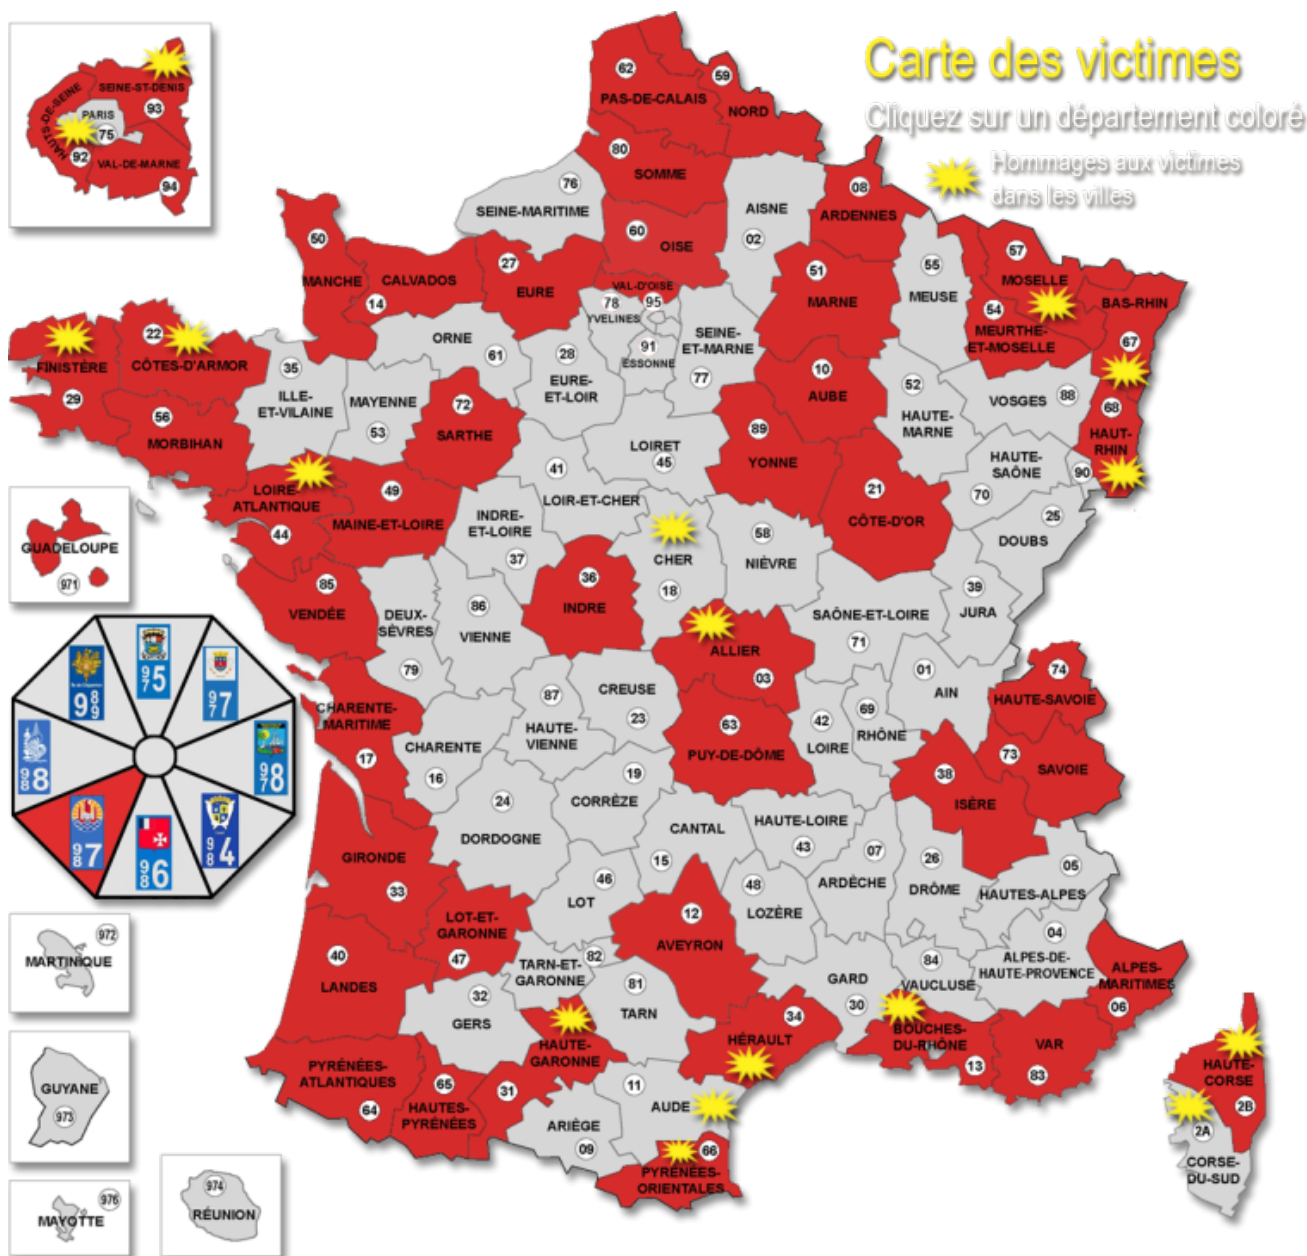 Carte des victimes
Cliquez sur un département coloré
Hommages aux victimes
dans les villes
SEINE-ST-DENIS
93
HAUTS-DE-SEINE
92
PARIS
75
VAL-DE-MARNE
94
62
PAS-DE-CALAIS
59
NORD
80
SOMME
76
SEINE-MARITIME
60
OISE
AISNE
02
08
ARDENNES
50
MANCHE
CALVADOS
14
27
EURE
VAL-D'OISE
95
78
YVELINES
91
ESSONNE
SEINE-
ET-MARNE
77
51
MARNE
55
MEUSE
57
MOSELLE
54
MEURTHE-
ET-MOSELLE
BAS-RHIN
67
FINISTÈRE
29
22
CÔTES-D'ARMOR
56
MORBIHAN
35
ILLE-
ET-VILAINE
MAYENNE
53
ORNE
61
28
EURE-
ET-LOIR
72
SARTHE
10
AUBE
52
HAUTE-
MARNE
VOSGES
88
68
HAUT-
RHIN
LOIRET
45
89
YONNE
HAUTE-
SAÔNE
70
90
41
LOIR-ET-CHER
21
CÔTE-D'OR
25
DOUBS
LOIRE-
ATLANTIQUE
44
49
MAINE-ET-LOIRE
INDRE-
ET-LOIRE
37
CHER
18
58
NIÈVRE
39
JURA
GUADELOUPE
971
85
VENDÉE
DEUX-
SÈVRES
79
86
VIENNE
36
INDRE
SAÔNE-ET-LOIRE
71
ALLIER
03
01
AIN
74
HAUTE-SAVOIE
975
977
978
984
986
987
988
989
CHARENTE-
MARITIME
17
CHARENTE
16
87
HAUTE-
VIENNE
CREUSE
23
63
PUY-DE-DÔME
42
LOIRE
69
RHÔNE
38
ISÈRE
73
SAVOIE
24
DORDOGNE
19
CORRÈZE
CANTAL
15
HAUTE-LOIRE
43
07
ARDÈCHE
26
DRÔME
05
HAUTES-ALPES
GIRONDE
33
46
LOT
48
LOZÈRE
12
AVEYRON
LOT-ET-
GARONNE
47
40
LANDES
82
TARN-ET-
GARONNE
81
TARN
32
GERS
GARD
30
84
VAUCLUSE
04
ALPES-DE-
HAUTE-PROVENCE
ALPES-
MARITIMES
06
MARTINIQUE
972
34
HÉRAULT
BOUCHES-
DU-RHÔNE
13
VAR
83
HAUTE-
GARONNE
31
PYRÉNÉES-
ATLANTIQUES
64
65
HAUTES-
PYRÉNÉES
11
AUDE
ARIÈGE
09
66
PYRÉNÉES-
ORIENTALES
HAUTE-
CORSE
2B
2A
CORSE-
DU-SUD
GUYANE
973
MAYOTTE
976
974
RÉUNION